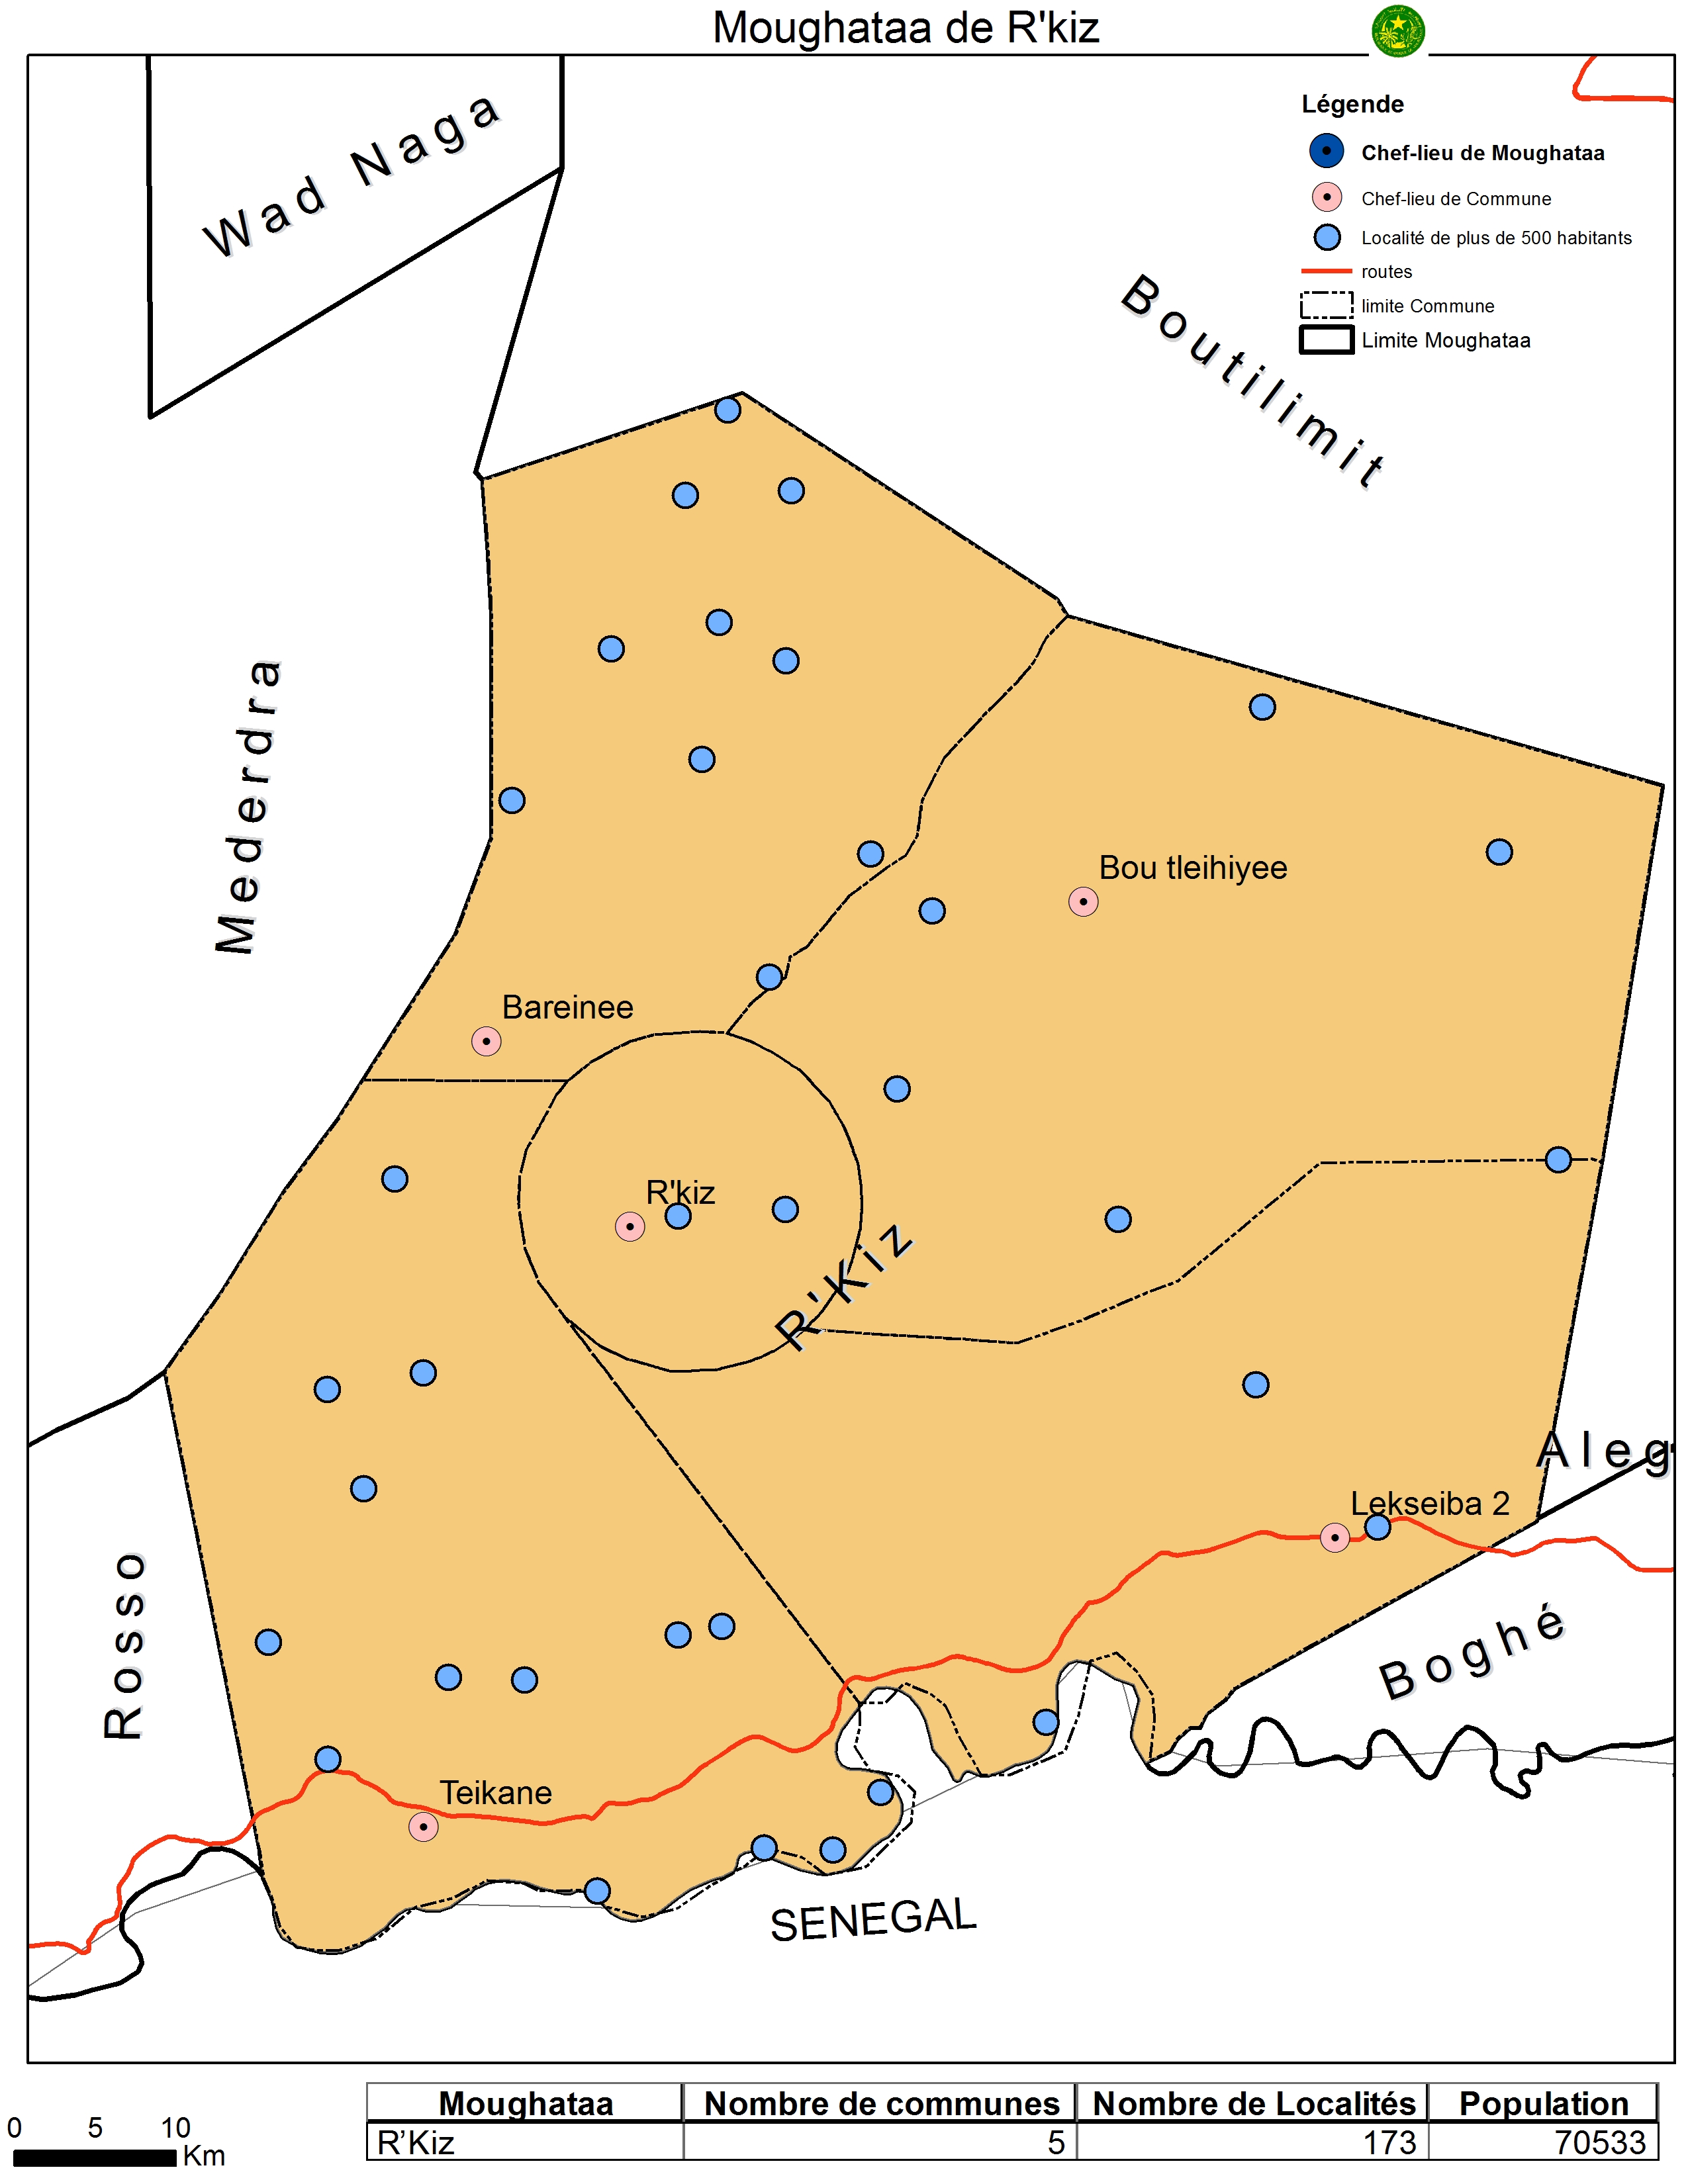 Moughataa de R'kiz
Légende
Chef-lieu de Moughataa
Chef-lieu de Commune
Localité de plus de 500 habitants
routes
limite Commune
Limite Moughataa
Wad Naga
Boutilimit
Mederdra
Bou tleihiyee
Bareinee
R'kiz
R'Kiz
Aleg
Lekseiba 2
Rosso
Boghé
Teikane
SENEGAL
0 5 10
Km
Moughataa Nombre de communes Nombre de Localités Population
R’Kiz 5 173 70533